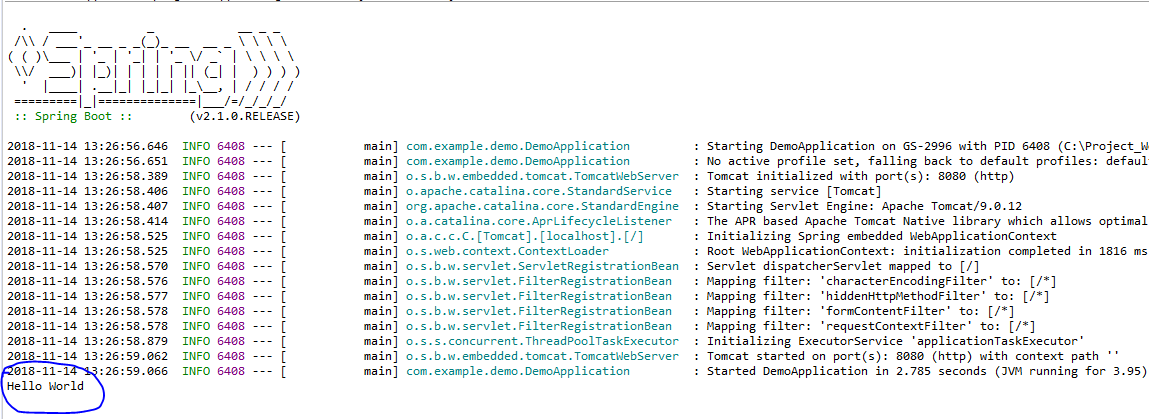 .   ____          _            __ _ _
 /\\ / ___'_ __ _ _(_)_ __  __ _ \ \ \ \
( ( )\___ | '_ | '_| | '_ \/ _` | \ \ \ \
 \\/  ___)| |_)| | | | | || (_| |  ) ) ) )
  '  |____| .__|_| |_|_| |_\__, | / / / /
 =========|_|==============|___/=/_/_/_/
 :: Spring Boot ::        (v2.1.0.RELEASE)
2018-11-14 13:26:56.646  INFO 6408 --- [           main] com.example.demo.DemoApplication         : Starting DemoApplication on GS-2996 with PID 6408 (C:\Project_W
2018-11-14 13:26:56.651  INFO 6408 --- [           main] com.example.demo.DemoApplication         : No active profile set, falling back to default profiles: defaul
2018-11-14 13:26:58.389  INFO 6408 --- [           main] o.s.b.w.embedded.tomcat.TomcatWebServer  : Tomcat initialized with port(s): 8080 (http)
2018-11-14 13:26:58.406  INFO 6408 --- [           main] o.apache.catalina.core.StandardService   : Starting service [Tomcat]
2018-11-14 13:26:58.407  INFO 6408 --- [           main] org.apache.catalina.core.StandardEngine  : Starting Servlet Engine: Apache Tomcat/9.0.12
2018-11-14 13:26:58.414  INFO 6408 --- [           main] o.a.catalina.core.AprLifecycleListener   : The APR based Apache Tomcat Native library which allows optimal
2018-11-14 13:26:58.525  INFO 6408 --- [           main] o.a.c.c.C.[Tomcat].[localhost].[/]       : Initializing Spring embedded WebApplicationContext
2018-11-14 13:26:58.525  INFO 6408 --- [           main] o.s.web.context.ContextLoader            : Root WebApplicationContext: initialization completed in 1816 ms
2018-11-14 13:26:58.570  INFO 6408 --- [           main] o.s.b.w.servlet.ServletRegistrationBean  : Servlet dispatcherServlet mapped to [/]
2018-11-14 13:26:58.576  INFO 6408 --- [           main] o.s.b.w.servlet.FilterRegistrationBean   : Mapping filter: 'characterEncodingFilter' to: [/*]
2018-11-14 13:26:58.577  INFO 6408 --- [           main] o.s.b.w.servlet.FilterRegistrationBean   : Mapping filter: 'hiddenHttpMethodFilter' to: [/*]
2018-11-14 13:26:58.578  INFO 6408 --- [           main] o.s.b.w.servlet.FilterRegistrationBean   : Mapping filter: 'formContentFilter' to: [/*]
2018-11-14 13:26:58.578  INFO 6408 --- [           main] o.s.b.w.servlet.FilterRegistrationBean   : Mapping filter: 'requestContextFilter' to: [/*]
2018-11-14 13:26:58.879  INFO 6408 --- [           main] o.s.s.concurrent.ThreadPoolTaskExecutor  : Initializing ExecutorService 'applicationTaskExecutor'
2018-11-14 13:26:59.062  INFO 6408 --- [           main] o.s.b.w.embedded.tomcat.TomcatWebServer  : Tomcat started on port(s): 8080 (http) with context path ''
2018-11-14 13:26:59.066  INFO 6408 --- [           main] com.example.demo.DemoApplication         : Started DemoApplication in 2.785 seconds (JVM running for 3.95)
Hello World